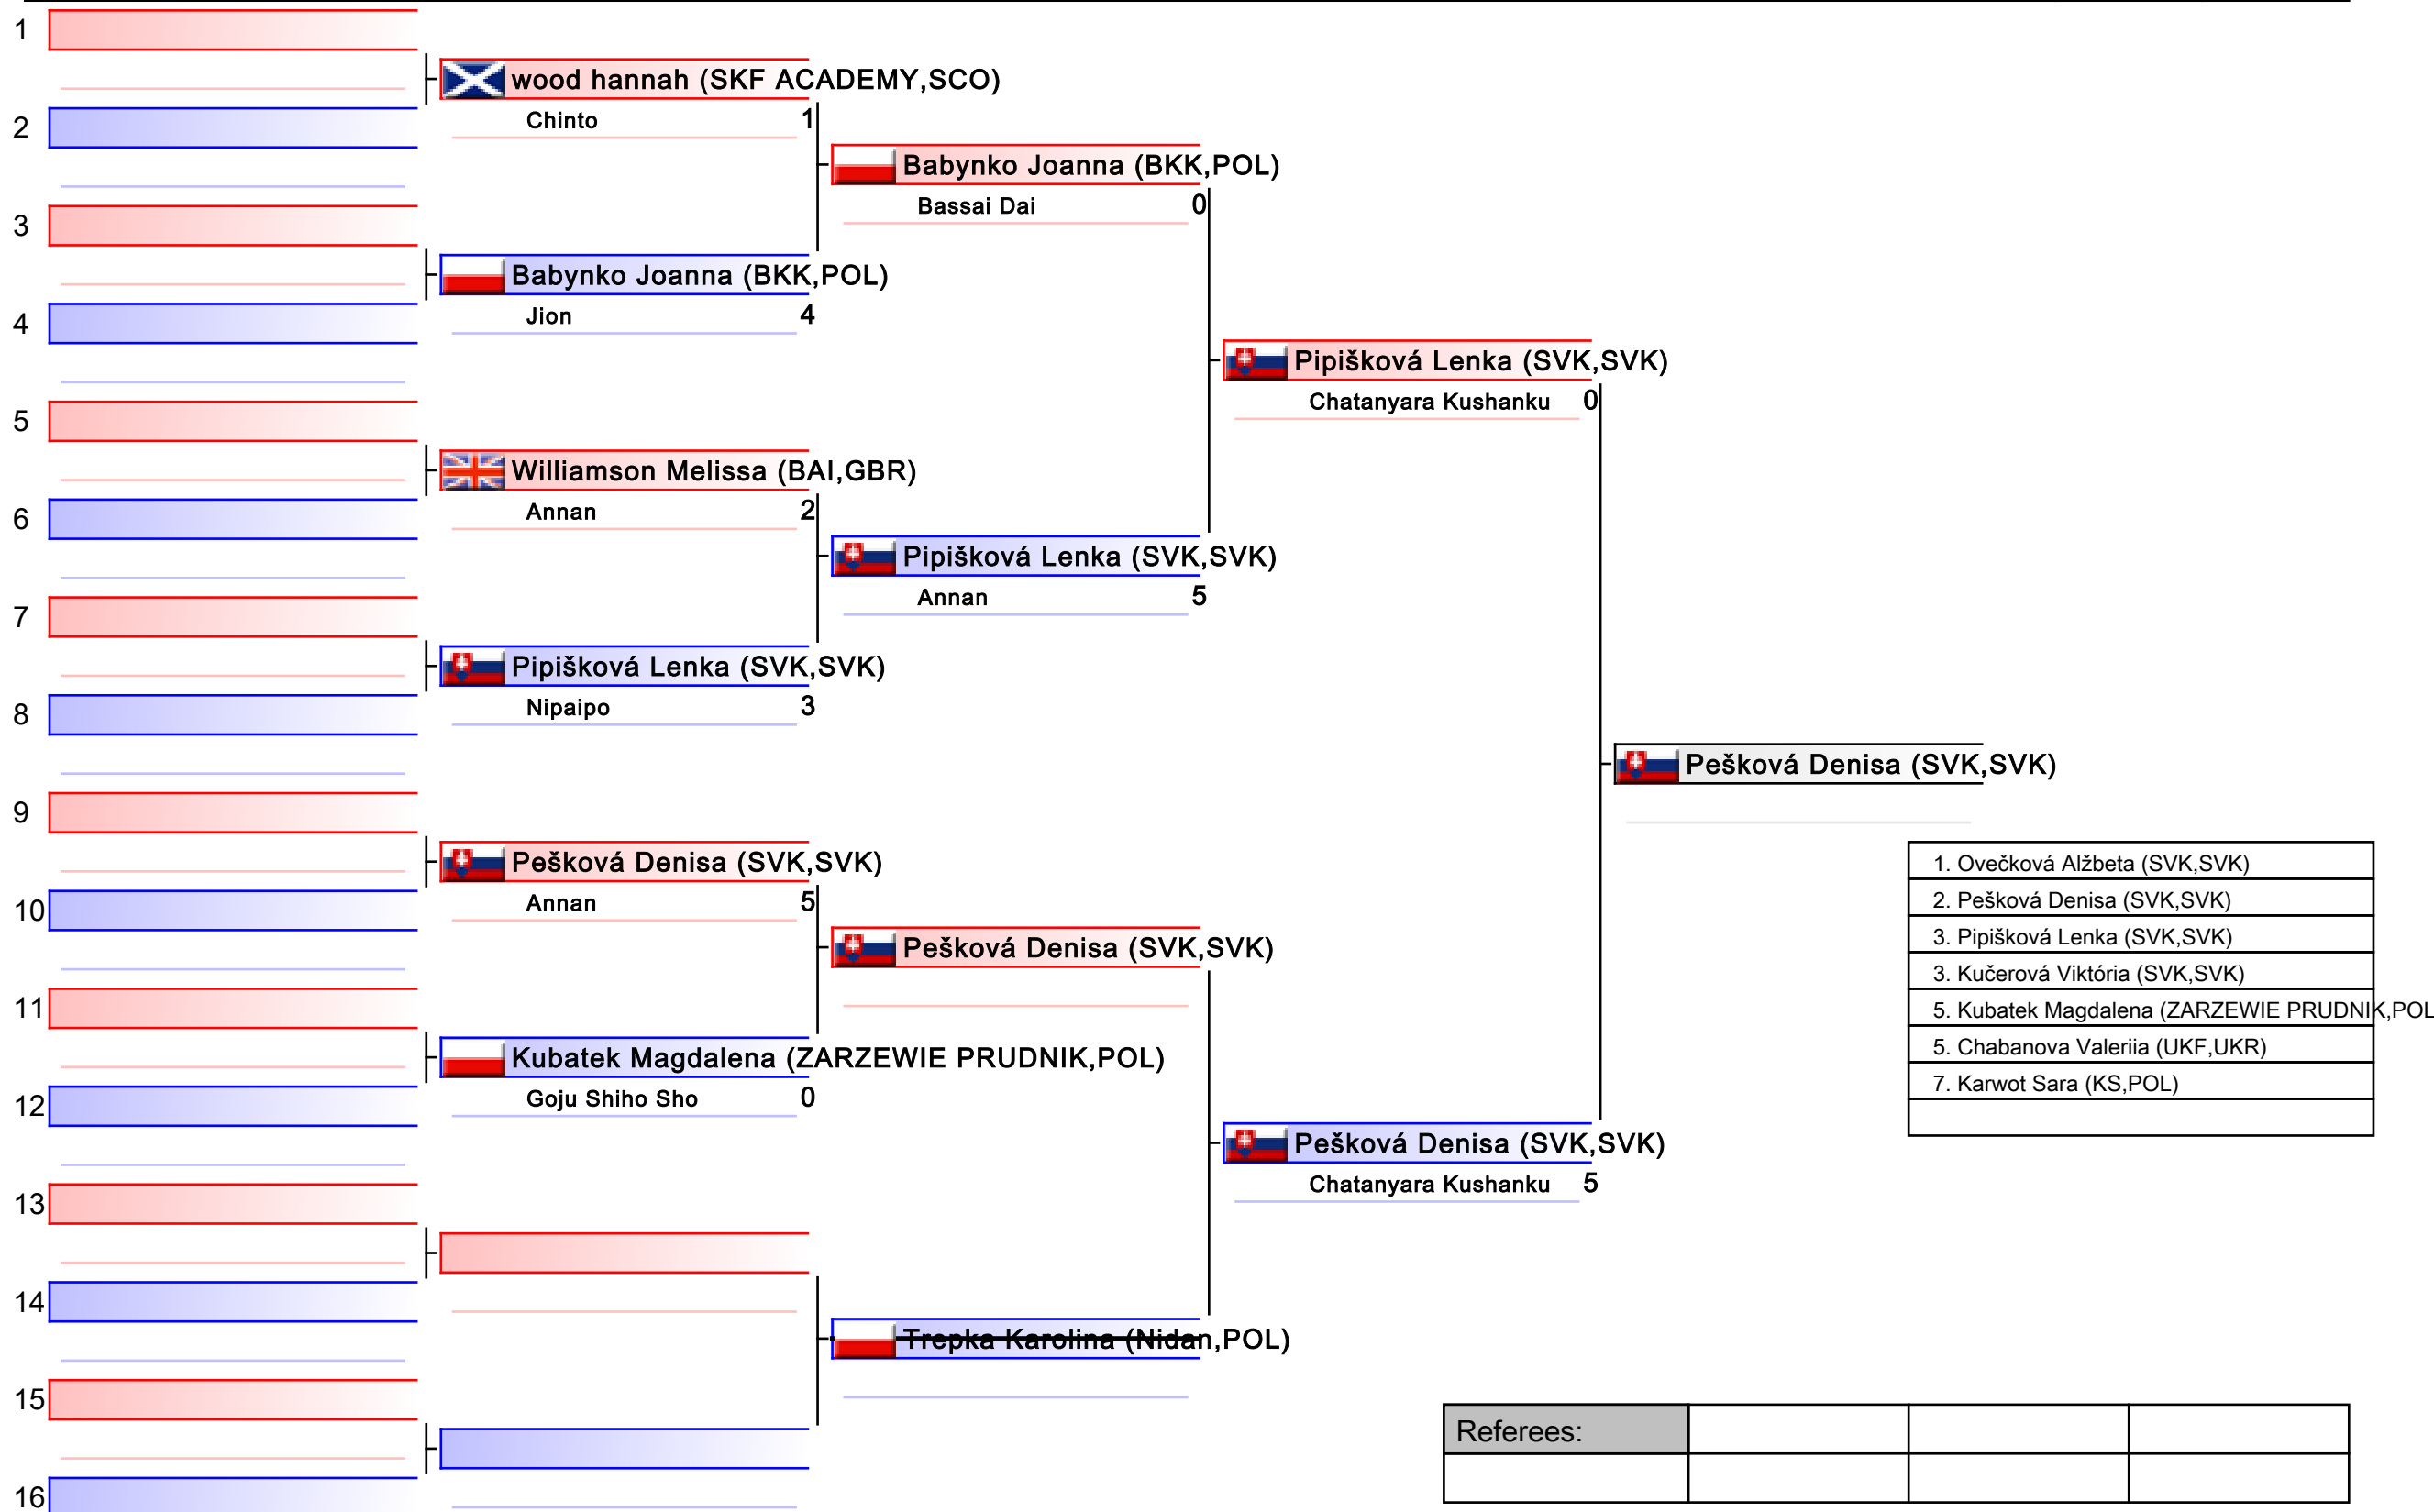 1
wood hannah (SKF ACADEMY,SCO)
Chinto 1
2
Babynko Joanna (BKK,POL)
Bassai Dai 0
3
Babynko Joanna (BKK,POL)
Jion 4
4
Pipišková Lenka (SVK,SVK)
Chatanyara Kushanku 0
5
Williamson Melissa (BAI,GBR)
Annan 2
6
Pipišková Lenka (SVK,SVK)
Annan 5
7
Pipišková Lenka (SVK,SVK)
Nipaipo 3
8
Pešková Denisa (SVK,SVK)
9
Pešková Denisa (SVK,SVK)
Annan 5
10
Pešková Denisa (SVK,SVK)
11
Kubatek Magdalena (ZARZEWIE PRUDNIK,POL)
Goju Shiho Sho 0
12
Pešková Denisa (SVK,SVK)
Chatanyara Kushanku 5
13
14
Trepka Karolina (Nidan,POL)
15
16
1. Ovečková Alžbeta (SVK,SVK)
2. Pešková Denisa (SVK,SVK)
3. Pipišková Lenka (SVK,SVK)
3. Kučerová Viktória (SVK,SVK)
5. Kubatek Magdalena (ZARZEWIE PRUDNIK,POL
5. Chabanova Valeriia (UKF,UKR)
7. Karwot Sara (KS,POL)
Referees: